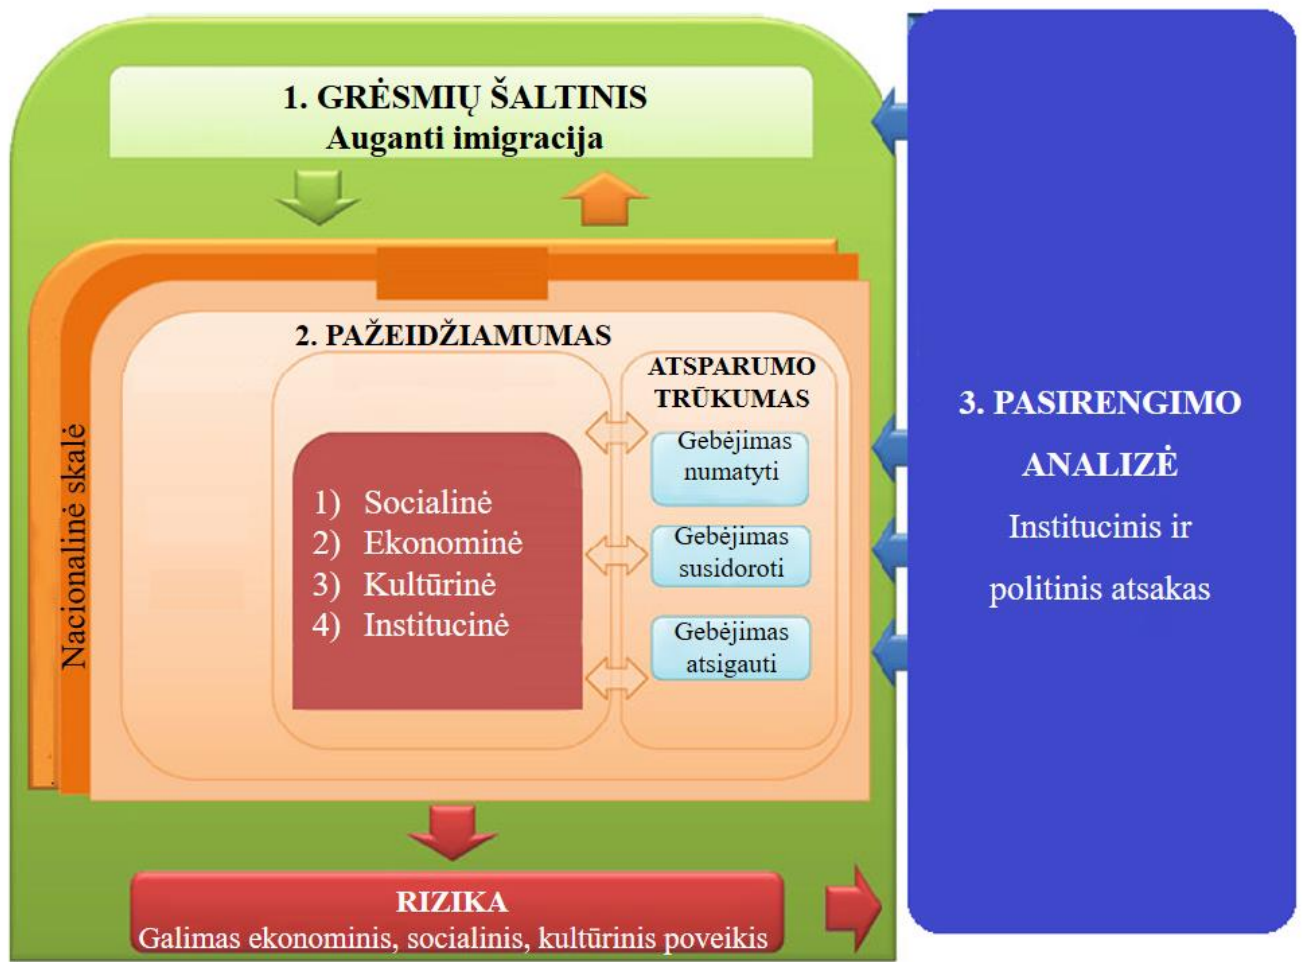 1. GRĖSMIŲ ŠALTINIS
Auganti imigracija
Nacionalinė skalė
2. PAŽEIDŽIAMUMAS
1) Socialinė
2) Ekonominė
3) Kultūrinė
4) Institucinė
ATSPARUMO
TRŪKUMAS
Gebėjimas
numatyti
Gebėjimas
susidoroti
Gebėjimas
atsigauti
RIZIKA
Galimas ekonominis, socialinis, kultūrinis poveikis
3. PASIRENGIMO
ANALIZĖ
Institucinis ir
politinis atsakas